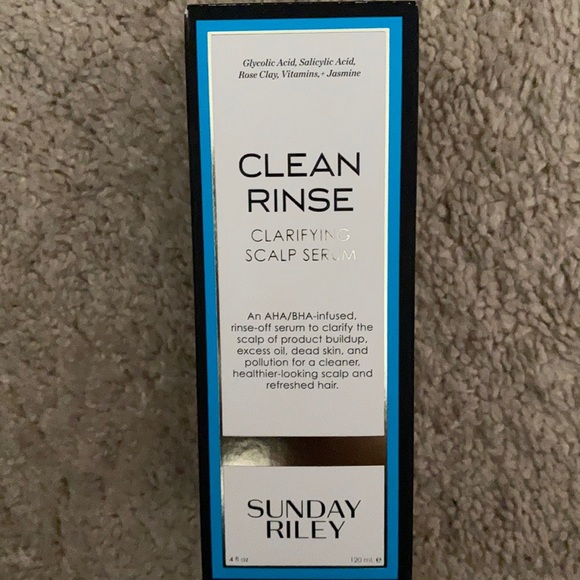 Glycolic Acid, Salicylic Acid,
Rose Clay, Vitamins, + Jasmine
CLEAN
RINSE
CLARIFYING
SCALP SERUM
An AHA/BHA-infused,
rinse-off serum to clarify the
scalp of product buildup,
excess oil, dead skin, and
pollution for a cleaner,
healthier-looking scalp and
refreshed hair.
SUNDAY
RILEY
4 fl oz 120 mL ℮